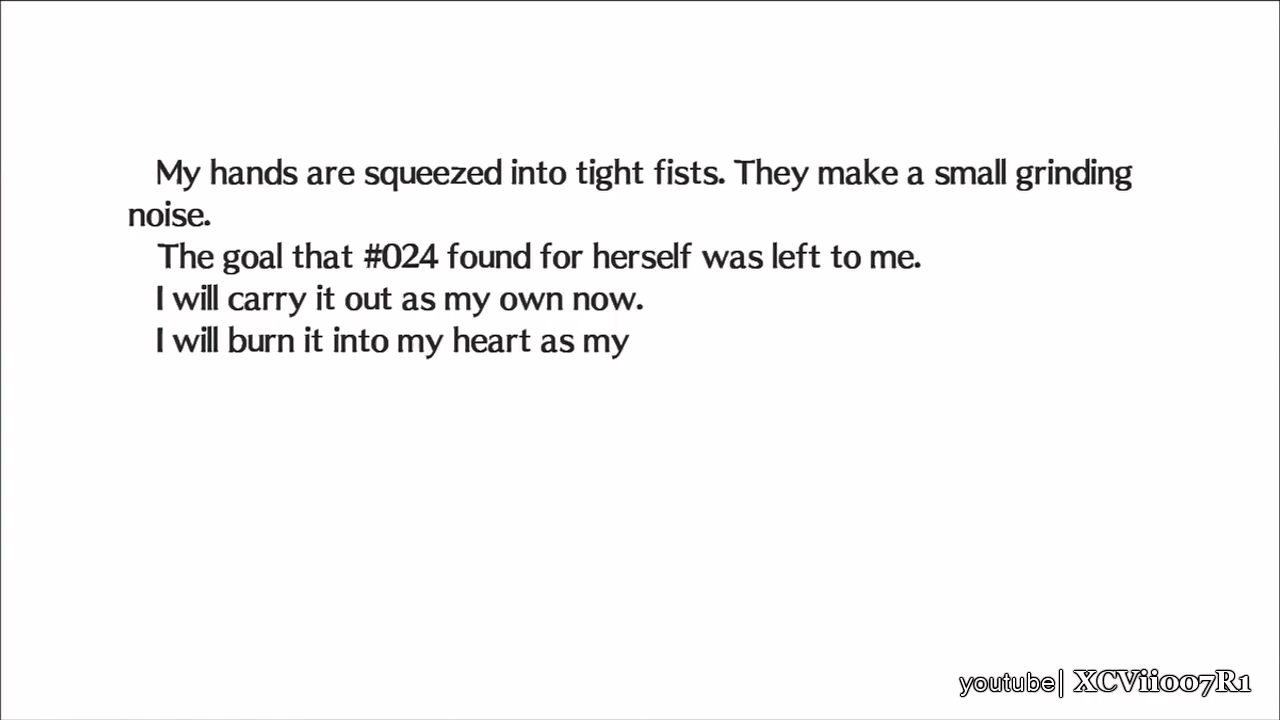 My hands are squeezed into tight fists. They make a small grinding
noise.
The goal that #024 found for herself was left to me.
I will carry it out as my own now.
I will burn it into my heart as my
youtube| XCViii007R1